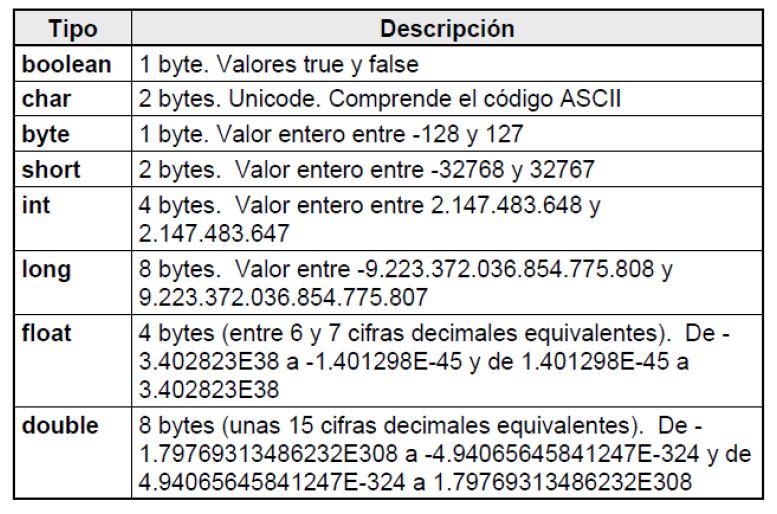 Tipo Descripción
boolean 1 byte. Valores true y false
char 2 bytes. Unicode. Comprende el código ASCII
byte 1 byte. Valor entero entre -128 y 127
short 2 bytes. Valor entero entre -32768 y 32767
int 4 bytes. Valor entero entre 2.147.483.648 y
2.147.483.647
long 8 bytes. Valor entre -9.223.372.036.854.775.808 y
9.223.372.036.854.775.807
float 4 bytes (entre 6 y 7 cifras decimales equivalentes). De -
3.402823E38 a -1.401298E-45 y de 1.401298E-45 a
3.402823E38
double 8 bytes (unas 15 cifras decimales equivalentes). De -
1.79769313486232E308 a -4.94065645841247E-324 y de
4.94065645841247E-324 a 1.79769313486232E308